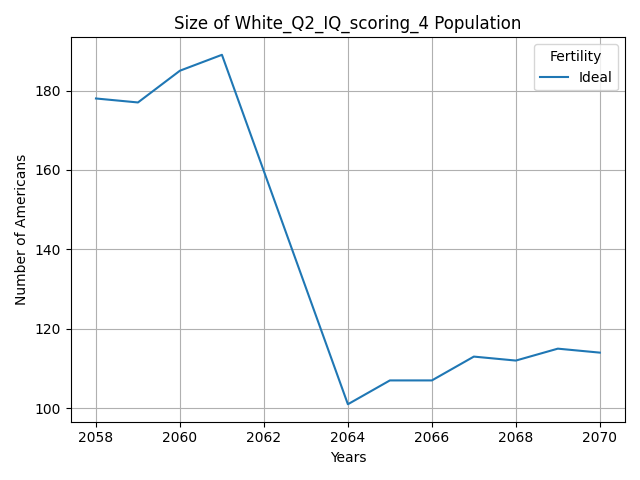 Size of White_Q2_IQ_scoring_4 Population
Fertility
Ideal
Number of Americans
180
160
140
120
100
2058
2060
2062
2064
2066
2068
2070
Years